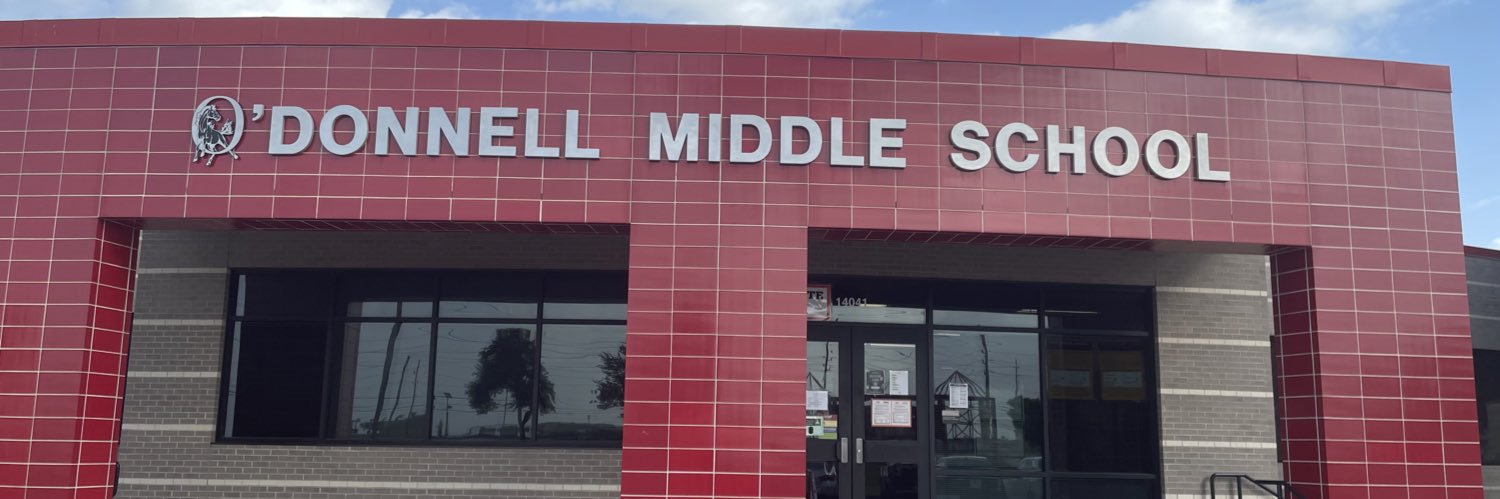 O'DONNELL MIDDLE SCHOOL
14041